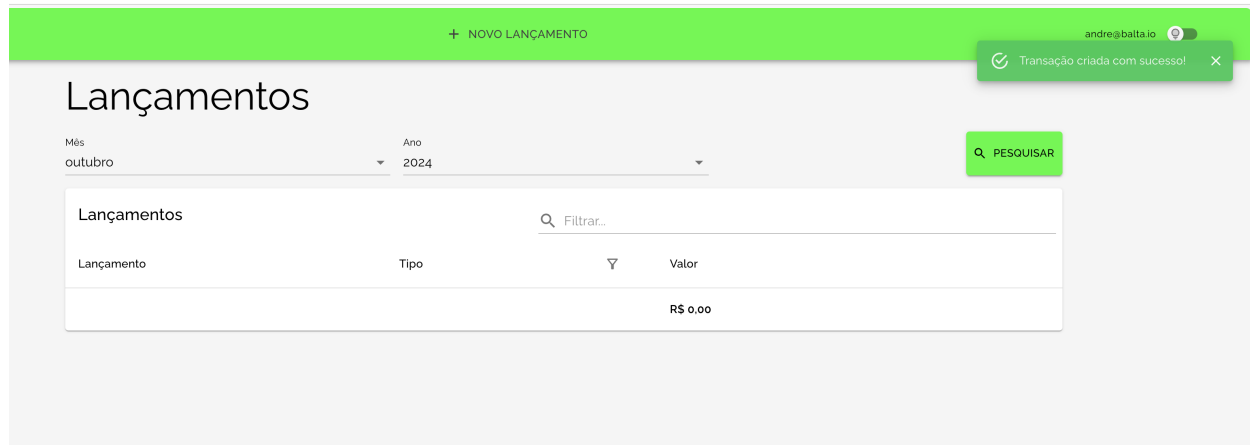 NOVO LANÇAMENTO
andre@balta.io
Transação criada com sucesso!
Lançamentos
Mês
Ano
outubro
2024
PESQUISAR
Lançamentos
Filtrar...
Lançamento
Tipo
Valor
R$ 0,00